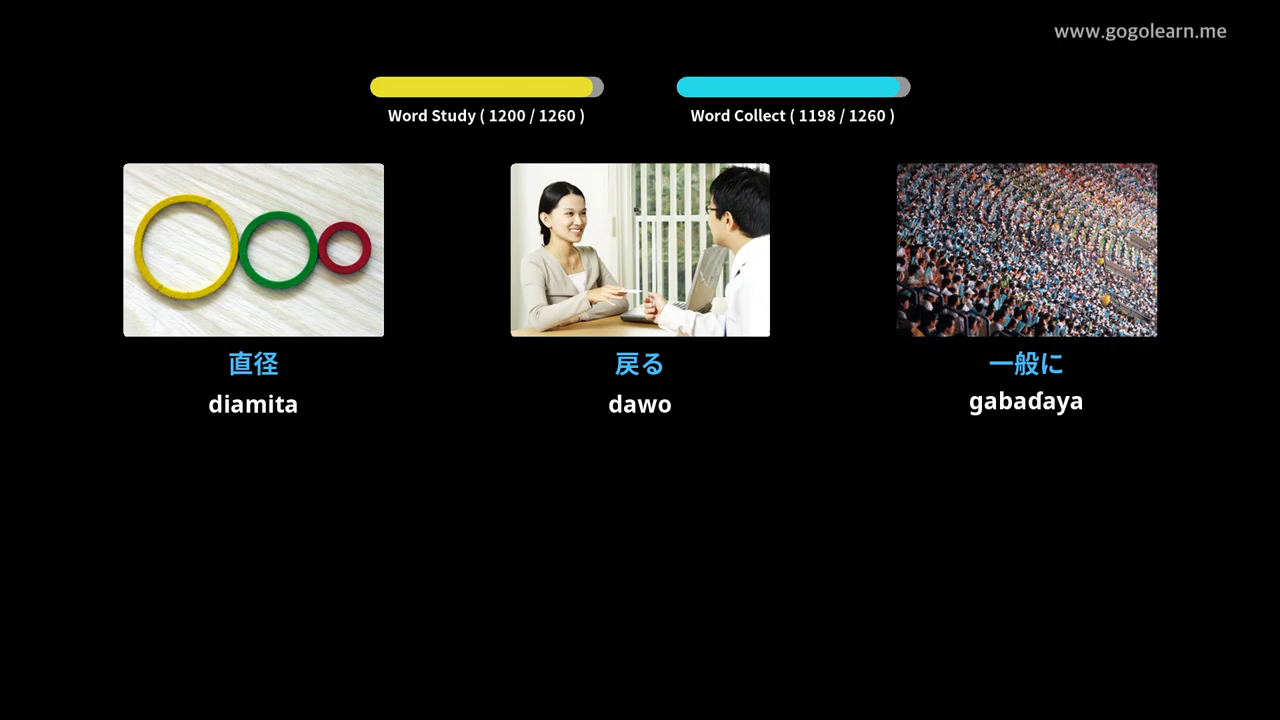 www.gogolearn.me
Word Study ( 1200 / 1260 )
Word Collect ( 1198 / 1260 )
直径
戻る
一般に
diamita
dawo
gabaɗaya